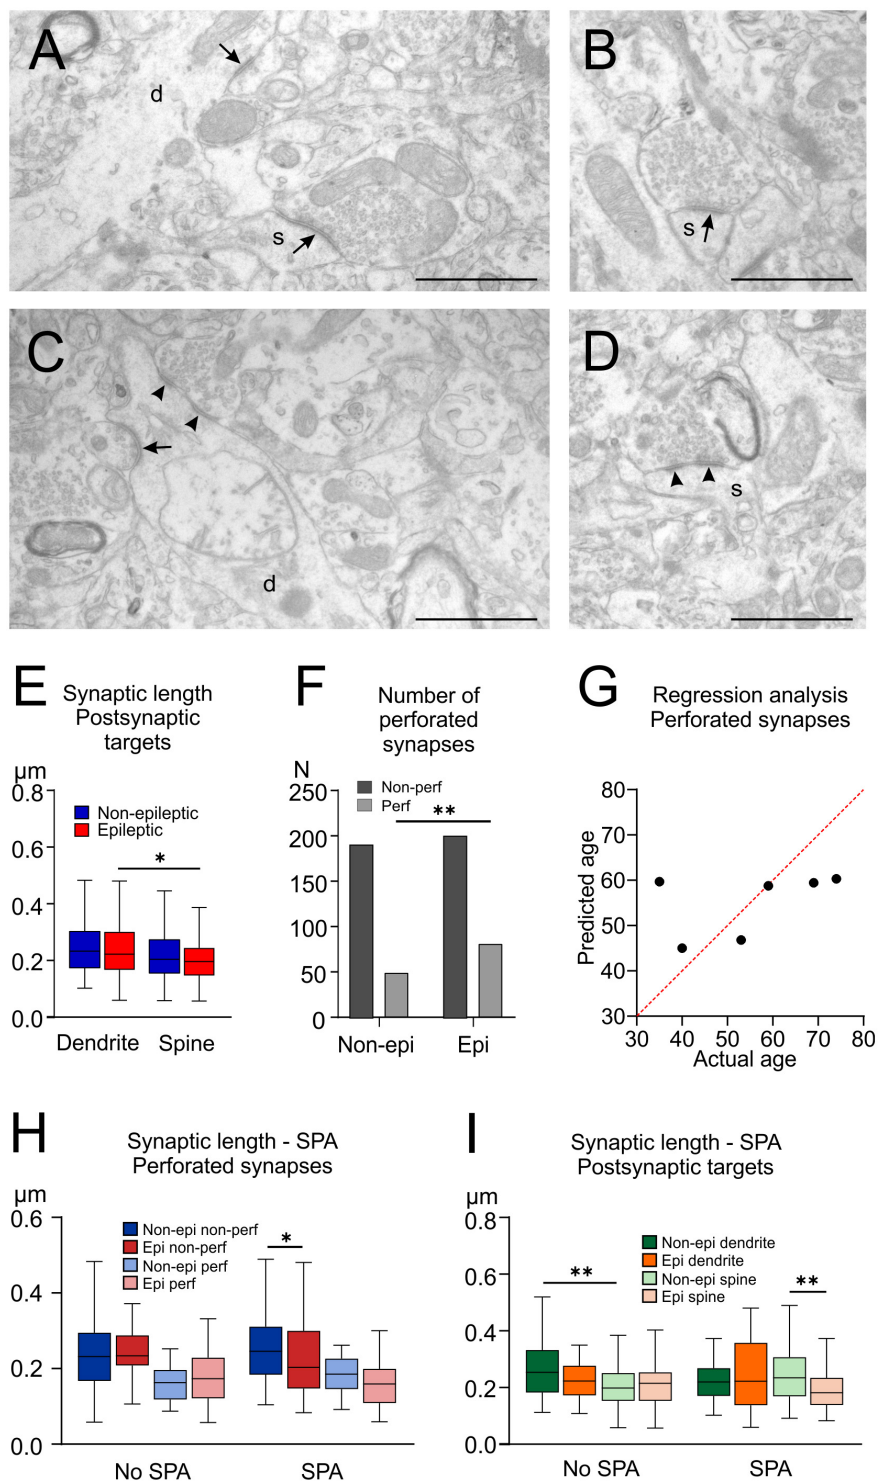 A
d
s
B
s
C
d
D
s
E
Synaptic length
Postsynaptic
targets
µm
0.8
0.6
0.4
0.2
0.0
Non-epileptic
Epileptic
*
Dendrite
Spine
F
Number of
perforated
synapses
N
250
200
150
100
50
0
Non-perf
Perf
**
Non-epi
Epi
G
Regression analysis
Perforated synapses
Predicted age
80
70
60
50
40
30
30 40 50 60 70 80
Actual age
H
Synaptic length - SPA
Perforated synapses
µm
0.6
0.4
0.2
0.0
Non-epi non-perf
Epi non-perf
Non-epi perf
Epi perf
*
No SPA
SPA
I
Synaptic length - SPA
Postsynaptic targets
µm
0.8
0.6
0.4
0.2
0.0
Non-epi dendrite
Epi dendrite
Non-epi spine
Epi spine
**
**
No SPA
SPA